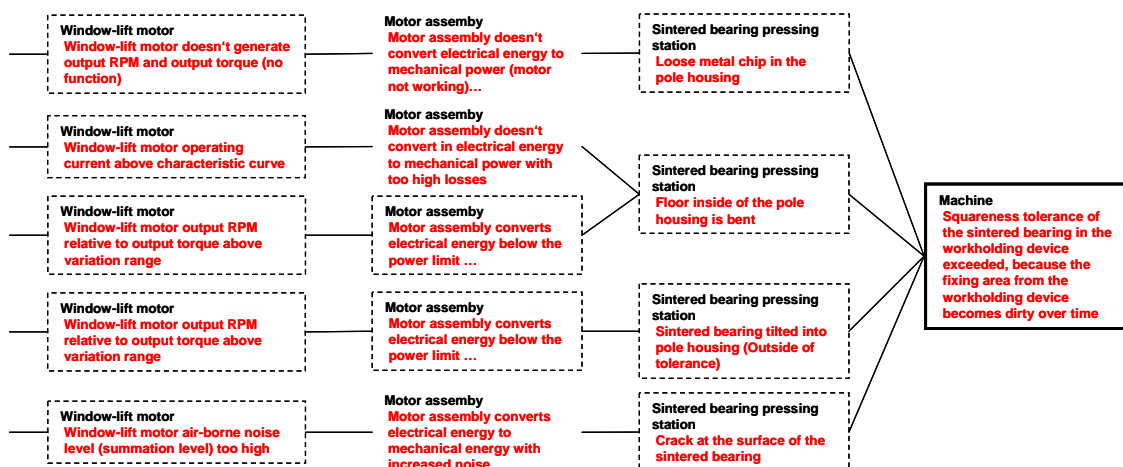 Window-lift motor
Window-lift motor doesn't generate
output RPM and output torque (no
function)
Motor assemby
Motor assembly doesn't
convert electrical energy to
mechanical power (motor
not working)…
Sintered bearing pressing
station
Loose metal chip in the
pole housing
Window-lift motor
Window-lift motor operating
current above characteristic curve
Motor assemby
Motor assembly doesn't
convert in electrical energy
to mechanical power with
too high losses
Sintered bearing pressing
station
Floor inside of the pole
housing is bent
Window-lift motor
Window-lift motor output RPM
relative to output torque above
variation range
Motor assemby
Motor assembly converts
electrical energy below the
power limit …
Machine
Squareness tolerance of
the sintered bearing in the
workholding device
exceeded, because the
fixing area from the
workholding device
becomes dirty over time
Window-lift motor
Window-lift motor output RPM
relative to output torque above
variation range
Motor assemby
Motor assembly converts
electrical energy below the
power limit …
Sintered bearing pressing
station
Sintered bearing tilted into
pole housing (Outside of
tolerance)
Window-lift motor
Window-lift motor air-borne noise
level (summation level) too high
Motor assemby
Motor assembly converts
electrical energy to
mechanical energy with
increased noise
Sintered bearing pressing
station
Crack at the surface of the
sintered bearing